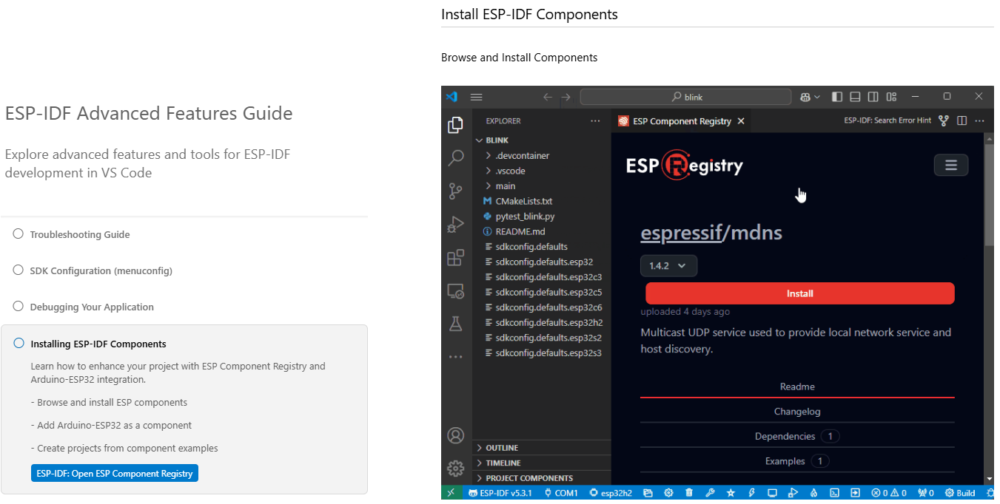 ESP-IDF Advanced Features Guide
Explore advanced features and tools for ESP-IDF
development in VS Code
Troubleshooting Guide
SDK Configuration (menuconfig)
Debugging Your Application
Installing ESP-IDF Components
Learn how to enhance your project with ESP Component Registry and
Arduino-ESP32 integration.
- Browse and install ESP components
- Add Arduino-ESP32 as a component
- Create projects from component examples
ESP-IDF: Open ESP Component Registry
Install ESP-IDF Components
Browse and Install Components
blink
EXPLORER
BLINK
.devcontainer
.vscode
main
CMakeLists.txt
pytest_blink.py
README.md
sdkconfig.defaults
sdkconfig.defaults.esp32
sdkconfig.defaults.esp32c3
sdkconfig.defaults.esp32c5
sdkconfig.defaults.esp32c6
sdkconfig.defaults.esp32h2
sdkconfig.defaults.esp32s2
sdkconfig.defaults.esp32s3
OUTLINE
TIMELINE
PROJECT COMPONENTS
ESP Component Registry
ESP-IDF: Search Error Hint
ESP Registry
espressif/mdns
1.4.2
Install
uploaded 4 days ago
Multicast UDP service used to provide local network service and
host discovery.
Readme
Changelog
Dependencies 1
Examples 1
ESP-IDF v5.3.1 COM1 esp32h2 0 0 0 Build